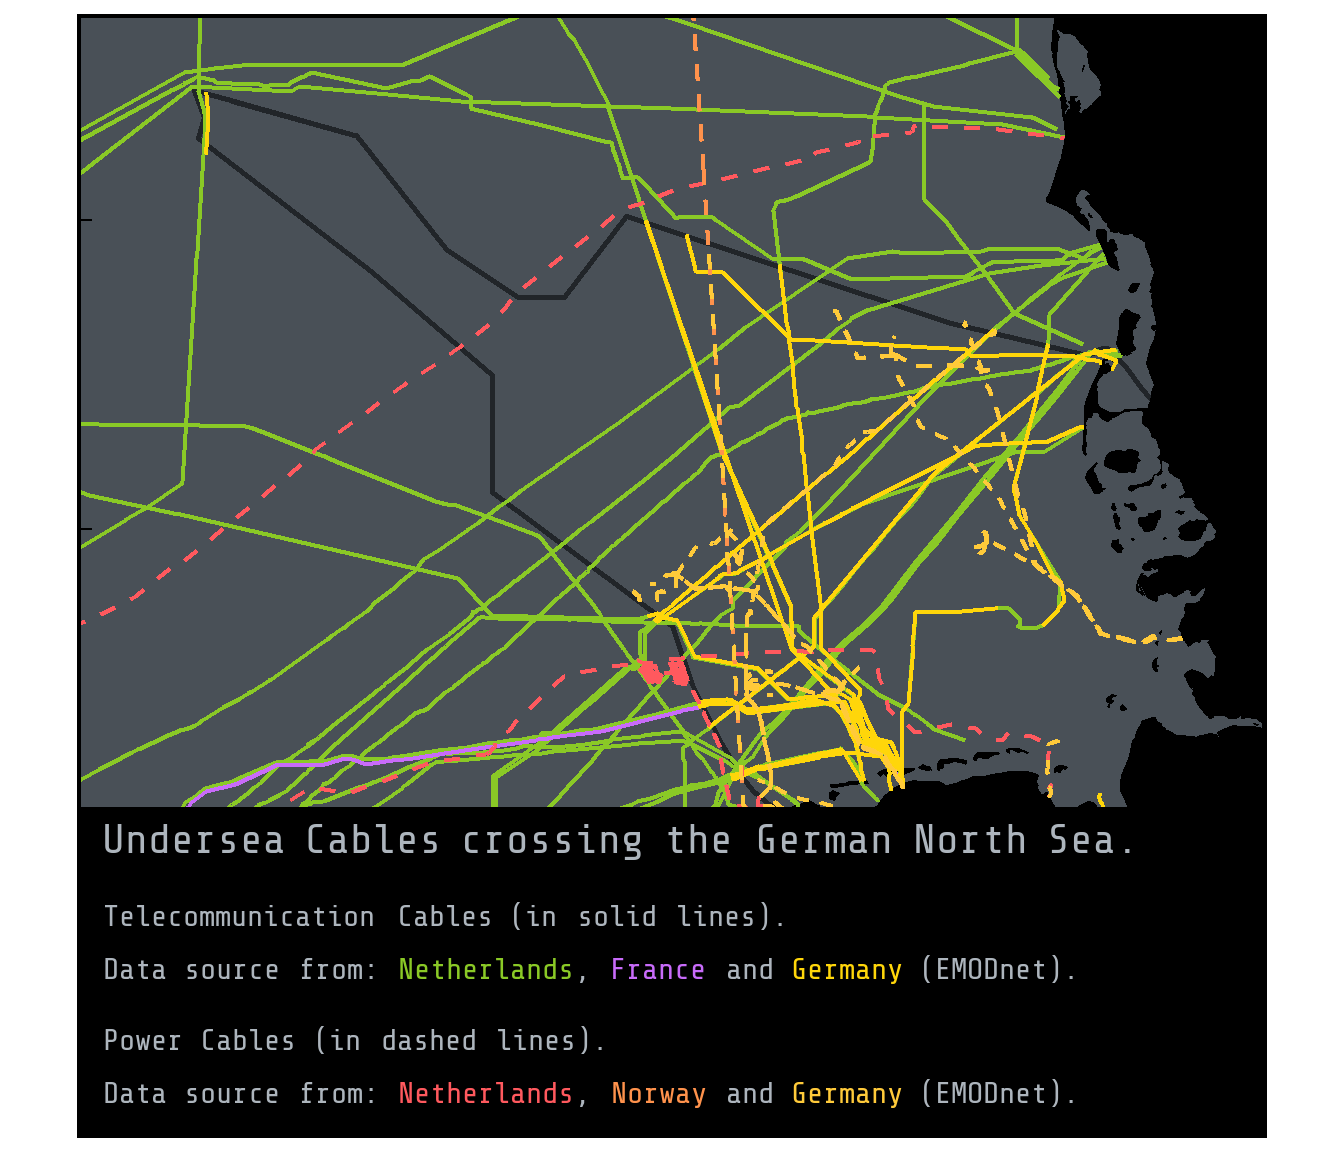 Undersea Cables crossing the German North Sea.
Telecommunication Cables (in solid lines).
Data source from: Netherlands, France and Germany (EMODnet).
Power Cables (in dashed lines).
Data source from: Netherlands, Norway and Germany (EMODnet).